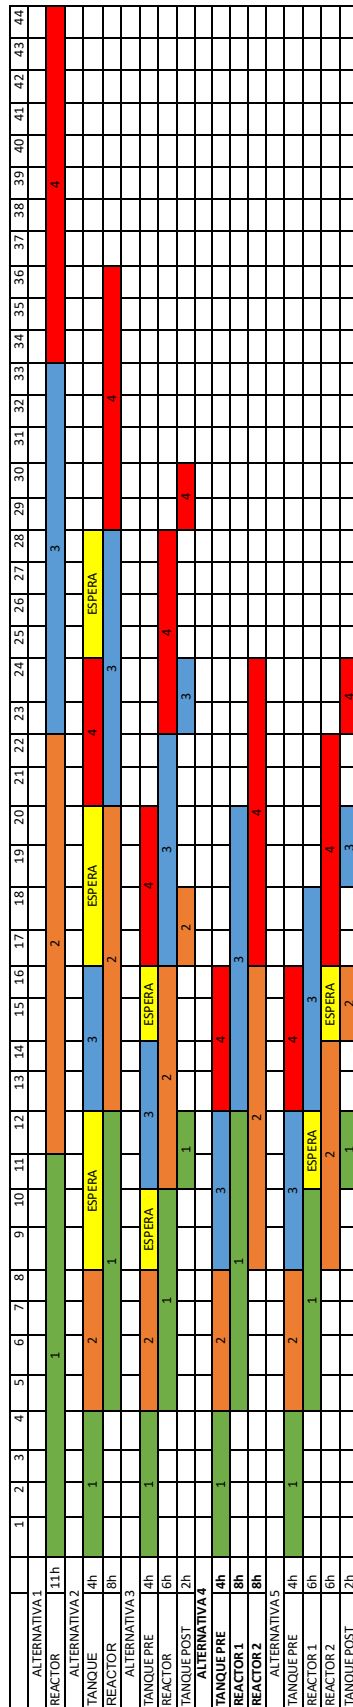 1 2 3 4 5 6 7 8 9 10 11 12 13 14 15 16 17 18 19 20 21 22 23 24 25 26 27 28 29 30 31 32 33 34 35 36 37 38 39 40 41 42 43 44
ALTERNATIVA 1
REACTOR 11h 1 2 3 4
ALTERNATIVA 2
TANQUE 4h 1 2 ESPERA 3 ESPERA 4 ESPERA
REACTOR 8h 1 2 3 4
ALTERNATIVA 3
TANQUE PRE 4h 1 2 ESPERA 3 ESPERA 4
REACTOR 6h 1 2 3 4
TANQUE POST 2h 1 2 3 4
ALTERNATIVA 4
TANQUE PRE 4h 1 2 3 4
REACTOR 1 8h 1 3
REACTOR 2 8h 2 4
ALTERNATIVA 5
TANQUE PRE 4h 1 2 3 4
REACTOR 1 6h 1 ESPERA 3
REACTOR 2 6h 2 ESPERA 4
TANQUE POST 2h 1 2 3 4